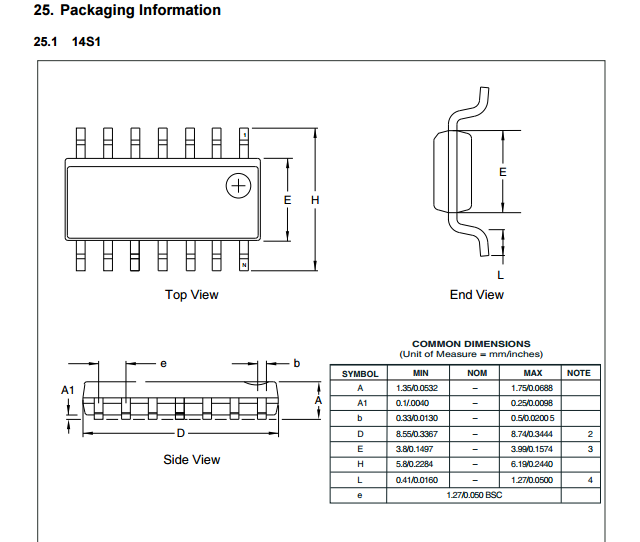 25. Packaging Information
25.1 14S1
1
E
H
N
Top View
E
L
End View
e
b
A1
A
D
Side View
COMMON DIMENSIONS
(Unit of Measure = mm/inches)
SYMBOL MIN NOM MAX NOTE
A 1.35/0.0532 – 1.75/0.0688
A1 0.1/.0040 – 0.25/0.0098
b 0.33/0.0130 – 0.5/0.0200 5
D 8.55/0.3367 – 8.74/0.3444 2
E 3.8/0.1497 – 3.99/0.1574 3
H 5.8/0.2284 – 6.19/0.2440
L 0.41/0.0160 – 1.27/0.0500 4
e 1.27/0.050 BSC